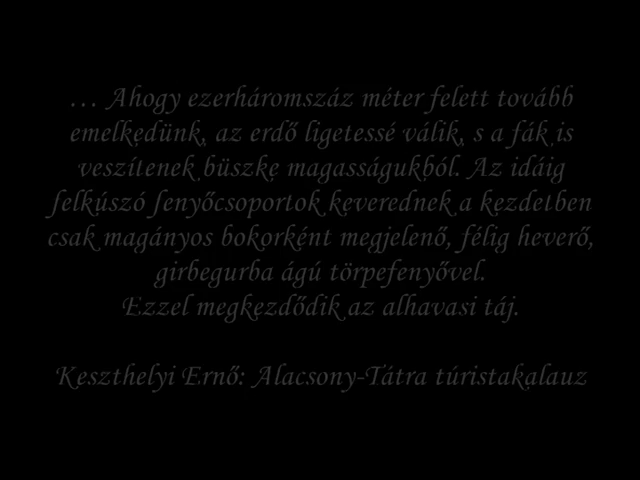 … Ahogy ezerháromszáz méter felett tovább
emelkedünk, az erdő ligetessé válik, s a fák is
veszítenek büszke magasságukból. Az idáig
felkúszó fenyőcsoportok keverednek a kezdetben
csak magányos bokorként megjelenő, félig heverő,
girbegurba ágú törpefenyővel.
Ezzel megkezdődik az alhavasi táj.
Keszthelyi Ernő: Alacsony-Tátra túristakalauz